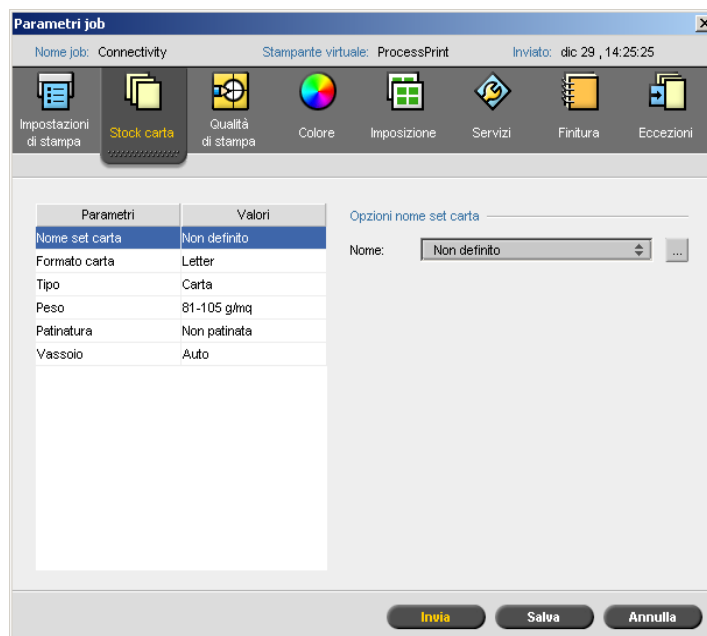 Parametri job
Nome job: Connectivity Stampante virtuale: ProcessPrint Inviato: dic 29 , 14:25:25
Impostazioni di stampa
Stock carta
Qualità di stampa
Colore
Imposizione
Servizi
Finitura
Eccezioni
Parametri Valori
Nome set carta Non definito
Formato carta Letter
Tipo Carta
Peso 81-105 g/mq
Patinatura Non patinata
Vassoio Auto
Opzioni nome set carta
Nome: Non definito ...
Invia Salva Annulla